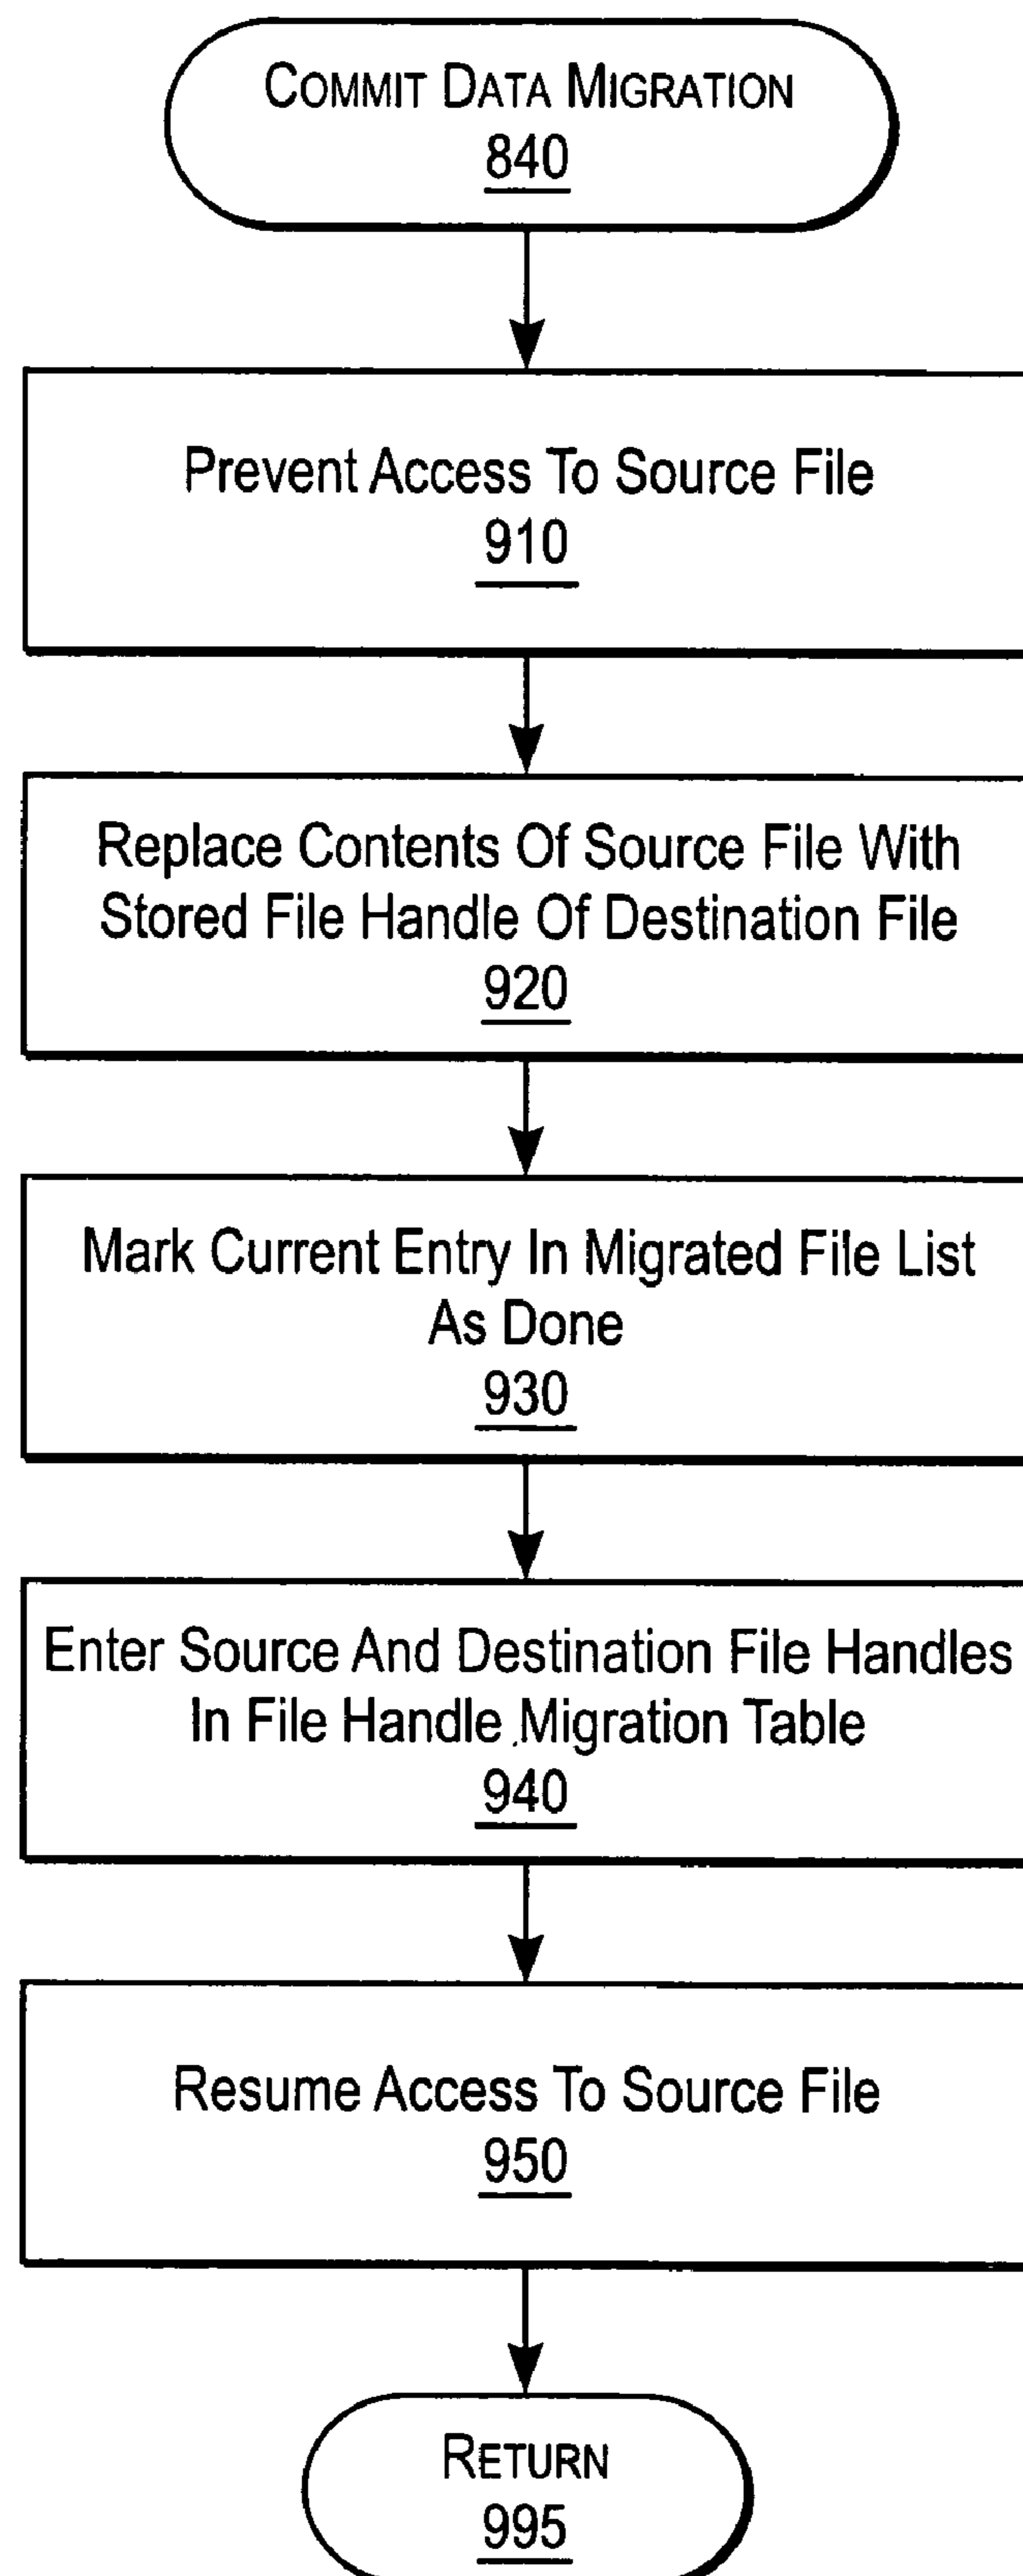 COMMIT DATA MIGRATION
840
Prevent Access To Source File
910
Replace Contents Of Source File With
Stored File Handle Of Destination File
920
Mark Current Entry In Migrated File List
As Done
930
Enter Source And Destination File Handles
In File Handle Migration Table
940
Resume Access To Source File
950
RETURN
995